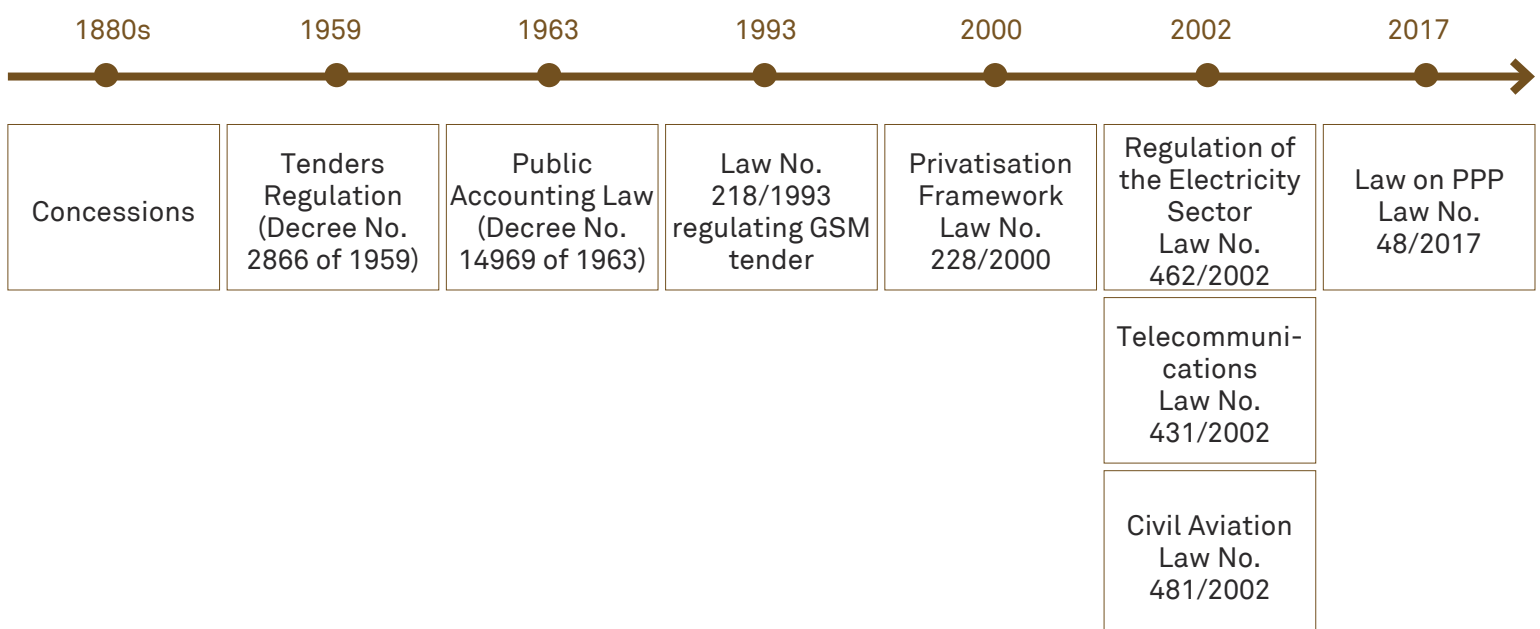 1880s
1959
1963
1993
2000
2002
2017
Concessions
Tenders
Regulation
(Decree No.
2866 of 1959)
Public
Accounting Law
(Decree No.
14969 of 1963)
Law No.
218/1993
regulating GSM
tender
Privatisation
Framework
Law No.
228/2000
Regulation of
the Electricity
Sector
Law No.
462/2002
Telecommuni-
cations
Law No.
431/2002
Civil Aviation
Law No.
481/2002
Law on PPP
Law No.
48/2017